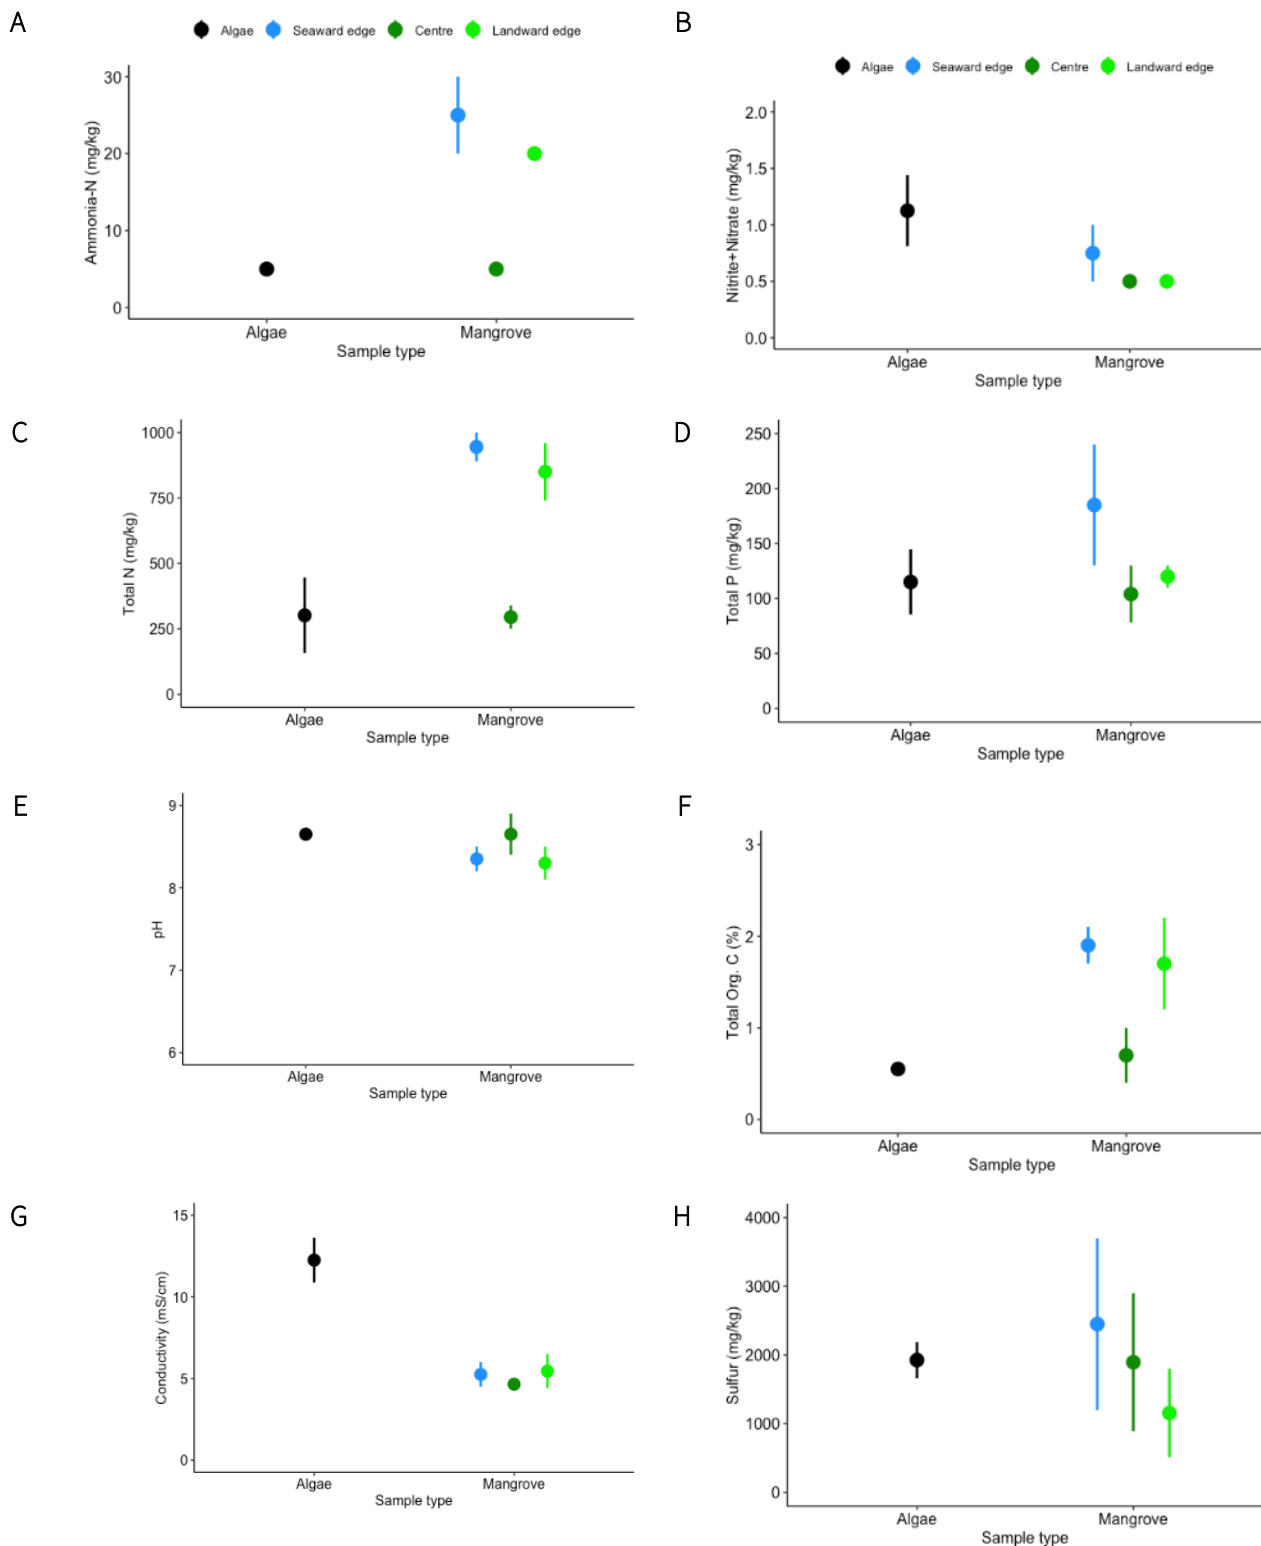 A
Algae Seaward edge Centre Landward edge
30
20
10
0
Ammonia-N (mg/kg)
Algae Mangrove
Sample type
B
Algae Seaward edge Centre Landward edge
2.0
1.5
1.0
0.5
0.0
Nitrite+Nitrate (mg/kg)
Algae Mangrove
Sample type
C
1000
750
500
250
0
Total N (mg/kg)
Algae Mangrove
Sample type
D
250
200
150
100
50
0
Total P (mg/kg)
Algae Mangrove
Sample type
E
9
8
7
6
pH
Algae Mangrove
Sample type
F
3
2
1
0
Total Org. C (%)
Algae Mangrove
Sample type
G
15
10
5
0
Conductivity (mS/cm)
Algae Mangrove
Sample type
H
4000
3000
2000
1000
0
Sulfur (mg/kg)
Algae Mangrove
Sample type